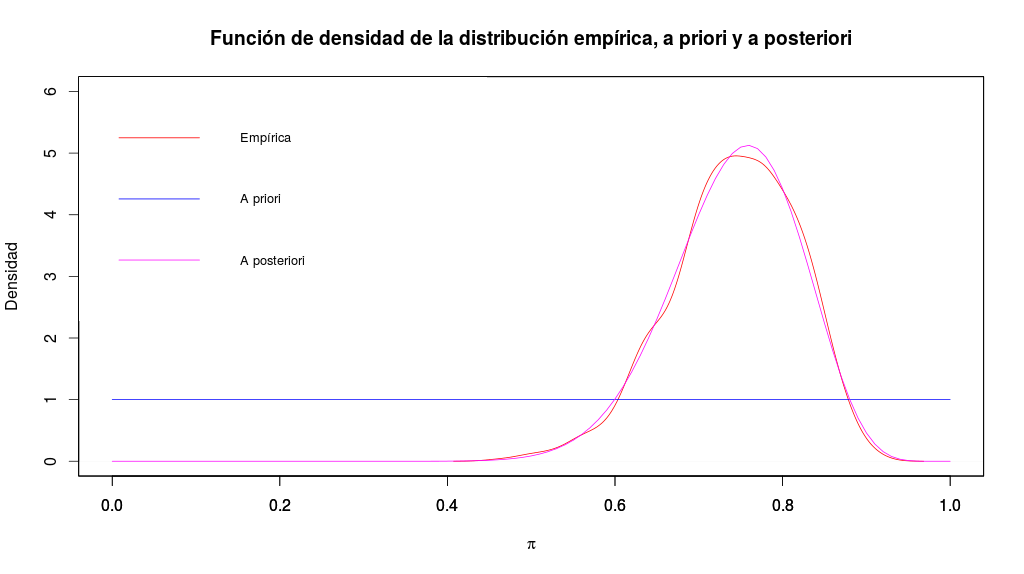 Función de densidad de la distribución empírica, a priori y a posteriori
6
5
4
3
2
1
0
Densidad
Empírica
A priori
A posteriori
0.0 0.2 0.4 0.6 0.8 1.0
π